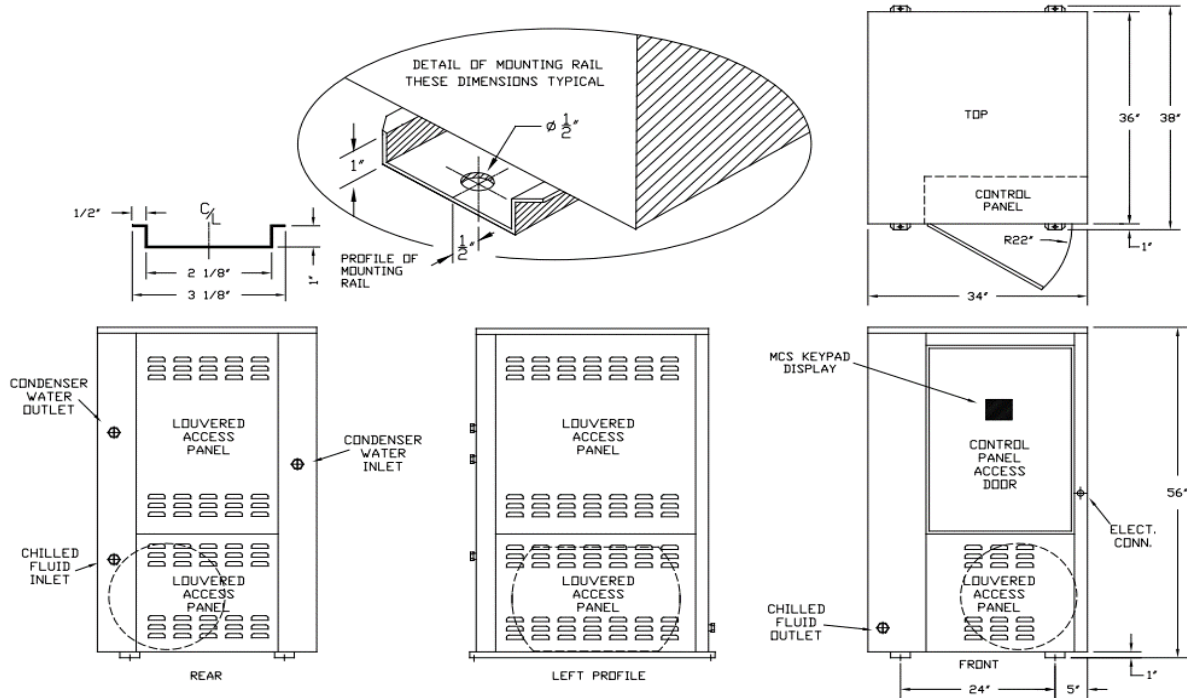 DETAIL OF MOUNTING RAIL
THESE DIMENSIONS TYPICAL
ø 1/2"
1"
1/2"
PROFILE OF
MOUNTING
RAIL
1/2"
C/L
1"
2 1/8"
3 1/8"
TOP
CONTROL
PANEL
36"
38"
R22"
1"
34"
CONDENSER
WATER
OUTLET
LOUVERED
ACCESS
PANEL
CONDENSER
WATER
INLET
CHILLED
FLUID
INLET
LOUVERED
ACCESS
PANEL
REAR
LOUVERED
ACCESS
PANEL
LOUVERED
ACCESS
PANEL
LEFT PROFILE
MCS KEYPAD
DISPLAY
CONTROL
PANEL
ACCESS
DOOR
56"
ELECT.
CONN.
LOUVERED
ACCESS
PANEL
CHILLED
FLUID
OUTLET
FRONT
1"
24"
5"